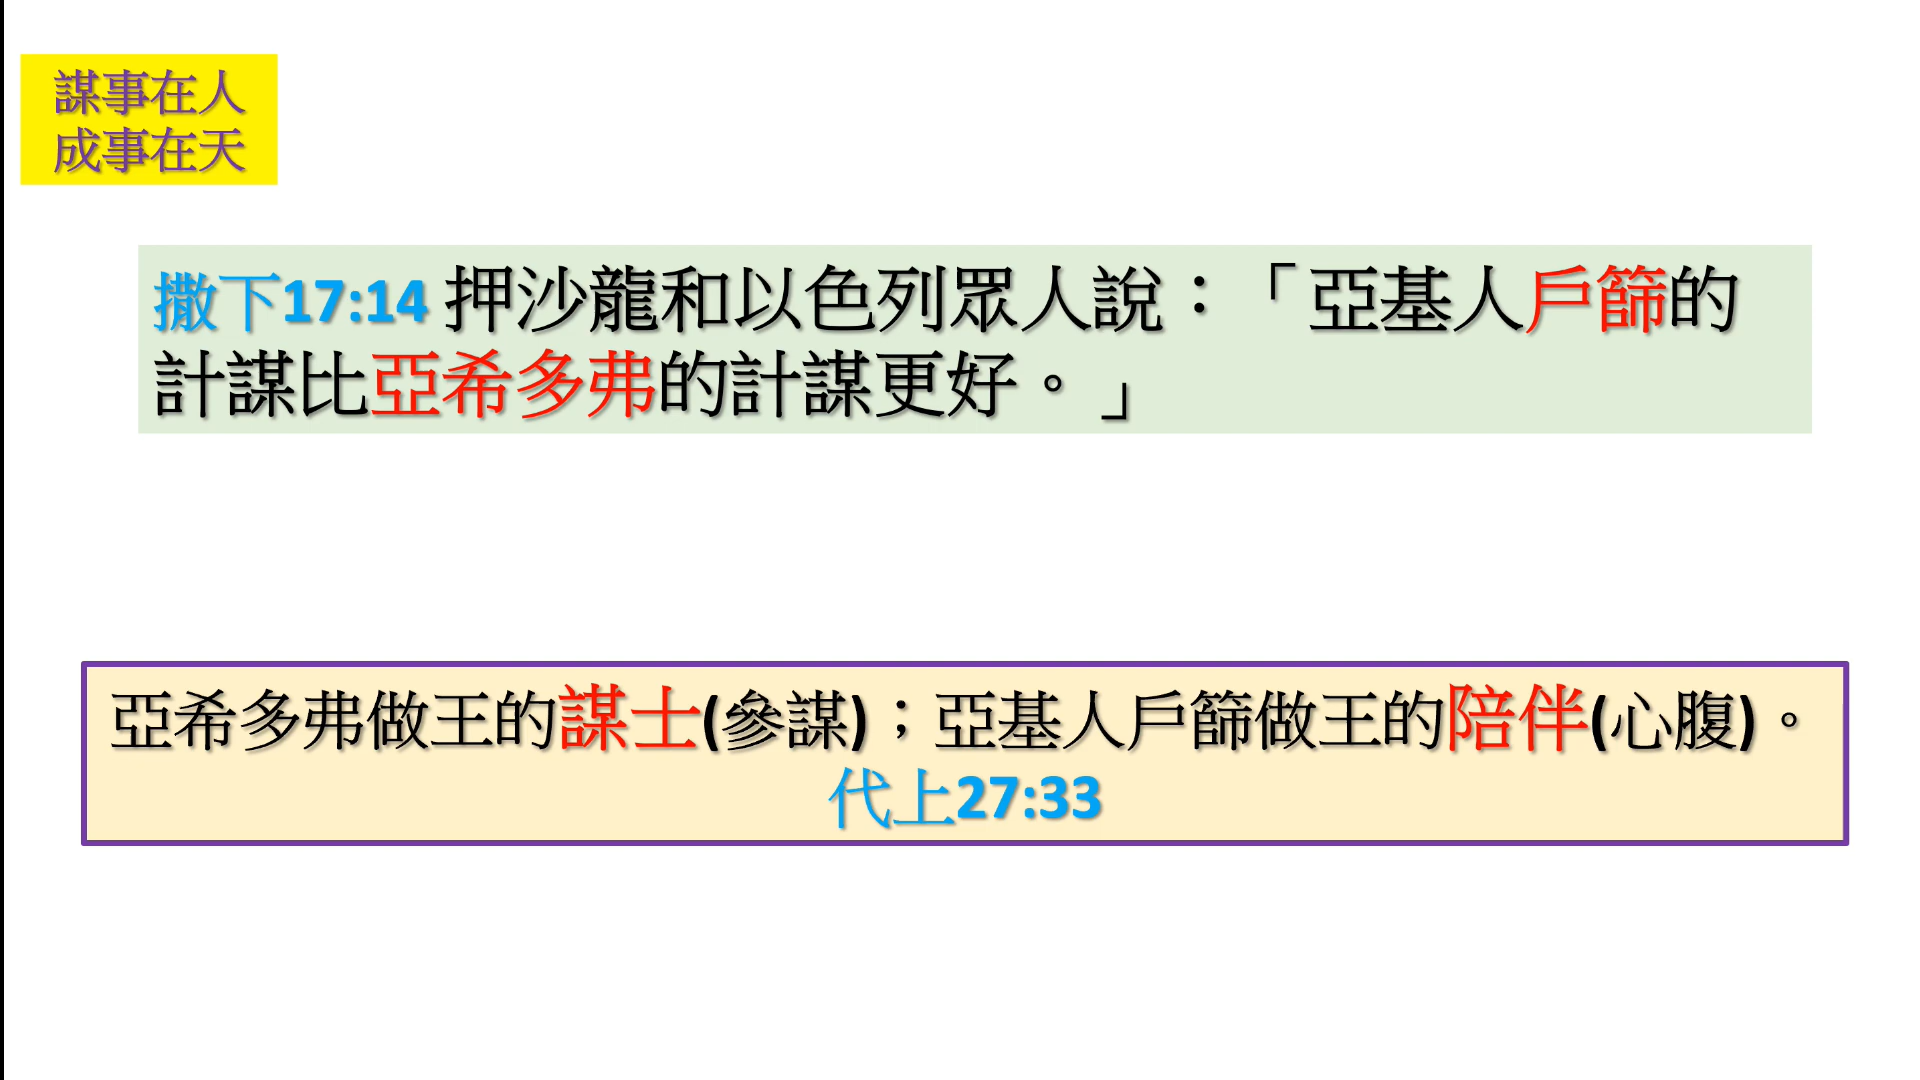 謀事在人
成事在天
撒下17:14 押沙龍和以色列眾人說：「亞基人戶篩的
計謀比亞希多弗的計謀更好。」
亞希多弗做王的謀士(參謀)；亞基人戶篩做王的陪伴(心腹)。
代上27:33